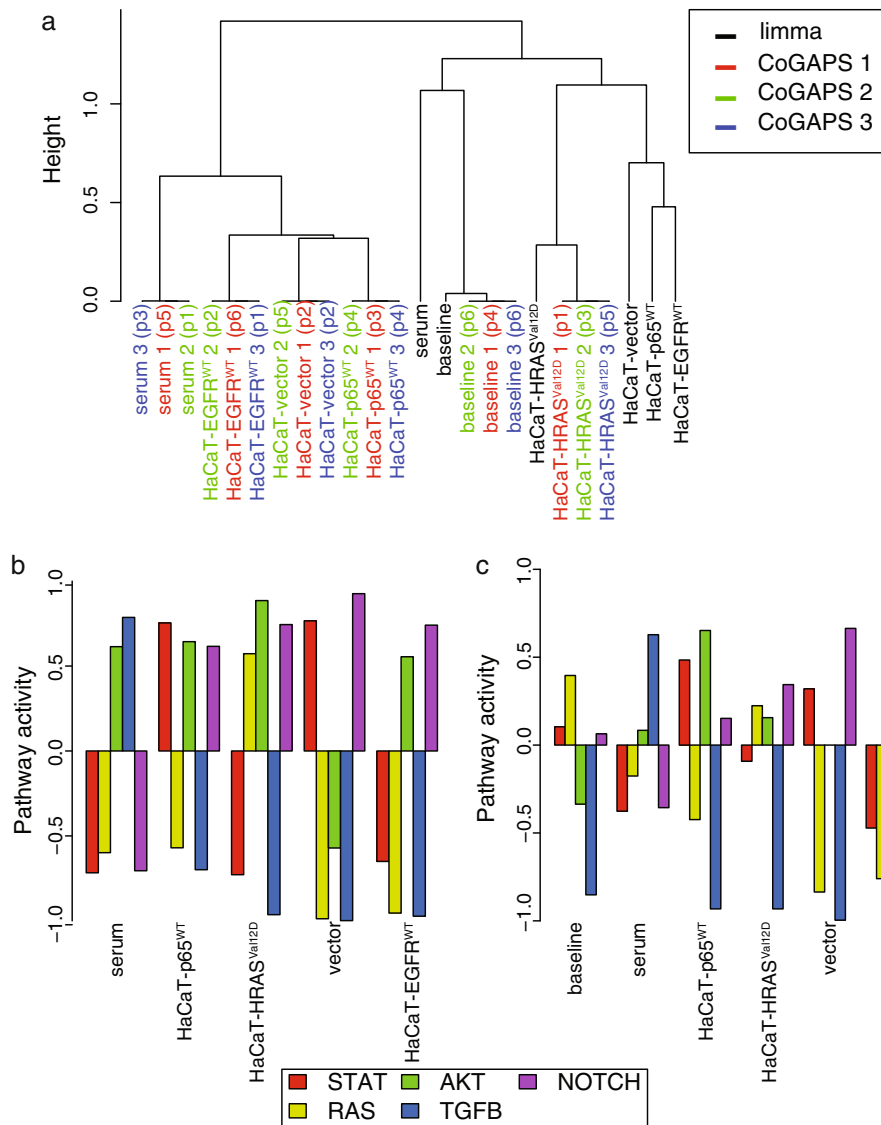 a
limma
CoGAPS 1
CoGAPS 2
CoGAPS 3
Height
1.0
0.5
0.0
serum 3 (p3)
serum 1 (p5)
serum 2 (p1)
HaCaT-EGFRWT 2 (p2)
HaCaT-EGFRWT 1 (p6)
HaCaT-EGFRWT 3 (p1)
HaCaT-vector 2 (p5)
HaCaT-vector 1 (p2)
HaCaT-vector 3 (p2)
HaCaT-p65WT 2 (p4)
HaCaT-p65WT 1 (p3)
HaCaT-p65WT 3 (p4)
serum
baseline
baseline 2 (p6)
baseline 1 (p4)
baseline 3 (p6)
HaCaT-HRASVal12D
HaCaT-HRASVal12D 1 (p1)
HaCaT-HRASVal12D 2 (p3)
HaCaT-HRASVal12D 3 (p5)
HaCaT-vector
HaCaT-p65WT
HaCaT-EGFRWT
b
Pathway activity
1.0
0.5
0.0
−0.5
−1.0
serum
HaCaT-p65WT
HaCaT-HRASVal12D
vector
HaCaT-EGFRWT
c
Pathway activity
1.0
0.5
0.0
−0.5
−1.0
baseline
serum
HaCaT-p65WT
HaCaT-HRASVal12D
vector
STAT
AKT
NOTCH
RAS
TGFB